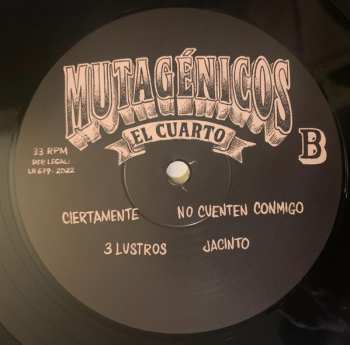 MUTAGÉNICOS
EL CUARTO
33 RPM
DEP. LEGAL:
LR 679-2022
B
CIERTAMENTE NO CUENTEN CONMIGO
3 LUSTROS JACINTO